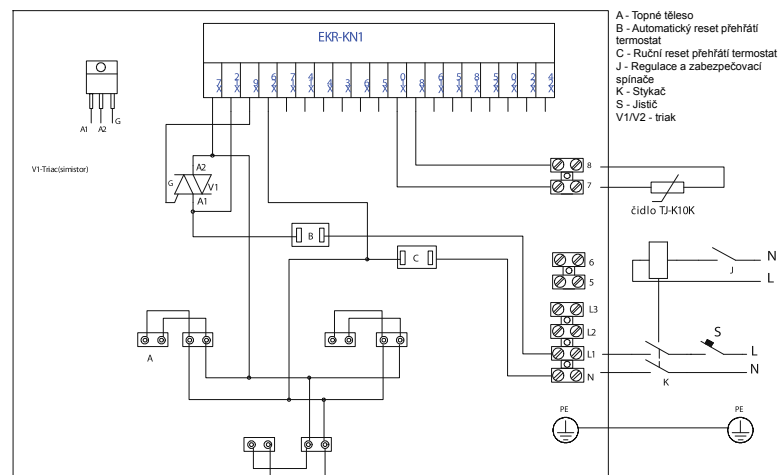 EKR-KN1
A - Topné těleso
B - Automatický reset přehřátí
termostat
C - Ruční reset přehřátí termostat
J - Regulace a zabezpečovací
spínače
K - Stykač
S - Jistič
V1/V2 - triak
A1 A2 G
V1-Triac(simistor)
A2
G
V1
A1
B
C
A
8
7
čidlo TJ-K10K
6
5
L3
L2
L1
N
J
N
L
S
L
N
K
PE
PE